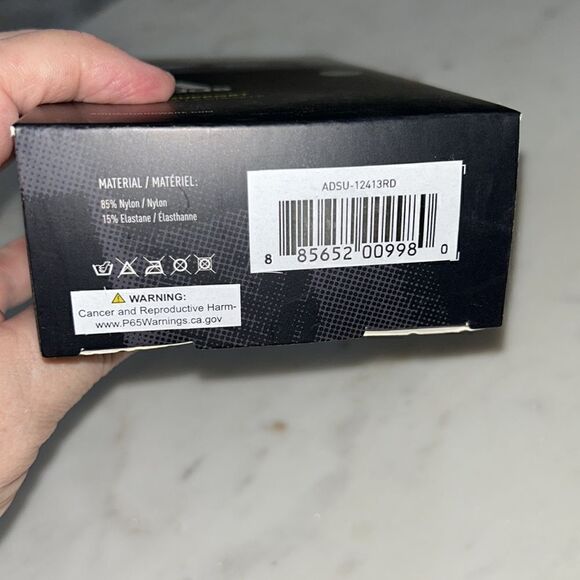 MATERIAL / MATÉRIEL:
85% Nylon / Nylon
15% Elastane / Élasthanne
ADSU-12413RD
8 85652 00998 0
WARNING:
Cancer and Reproductive Harm-
www.P65Warnings.ca.gov